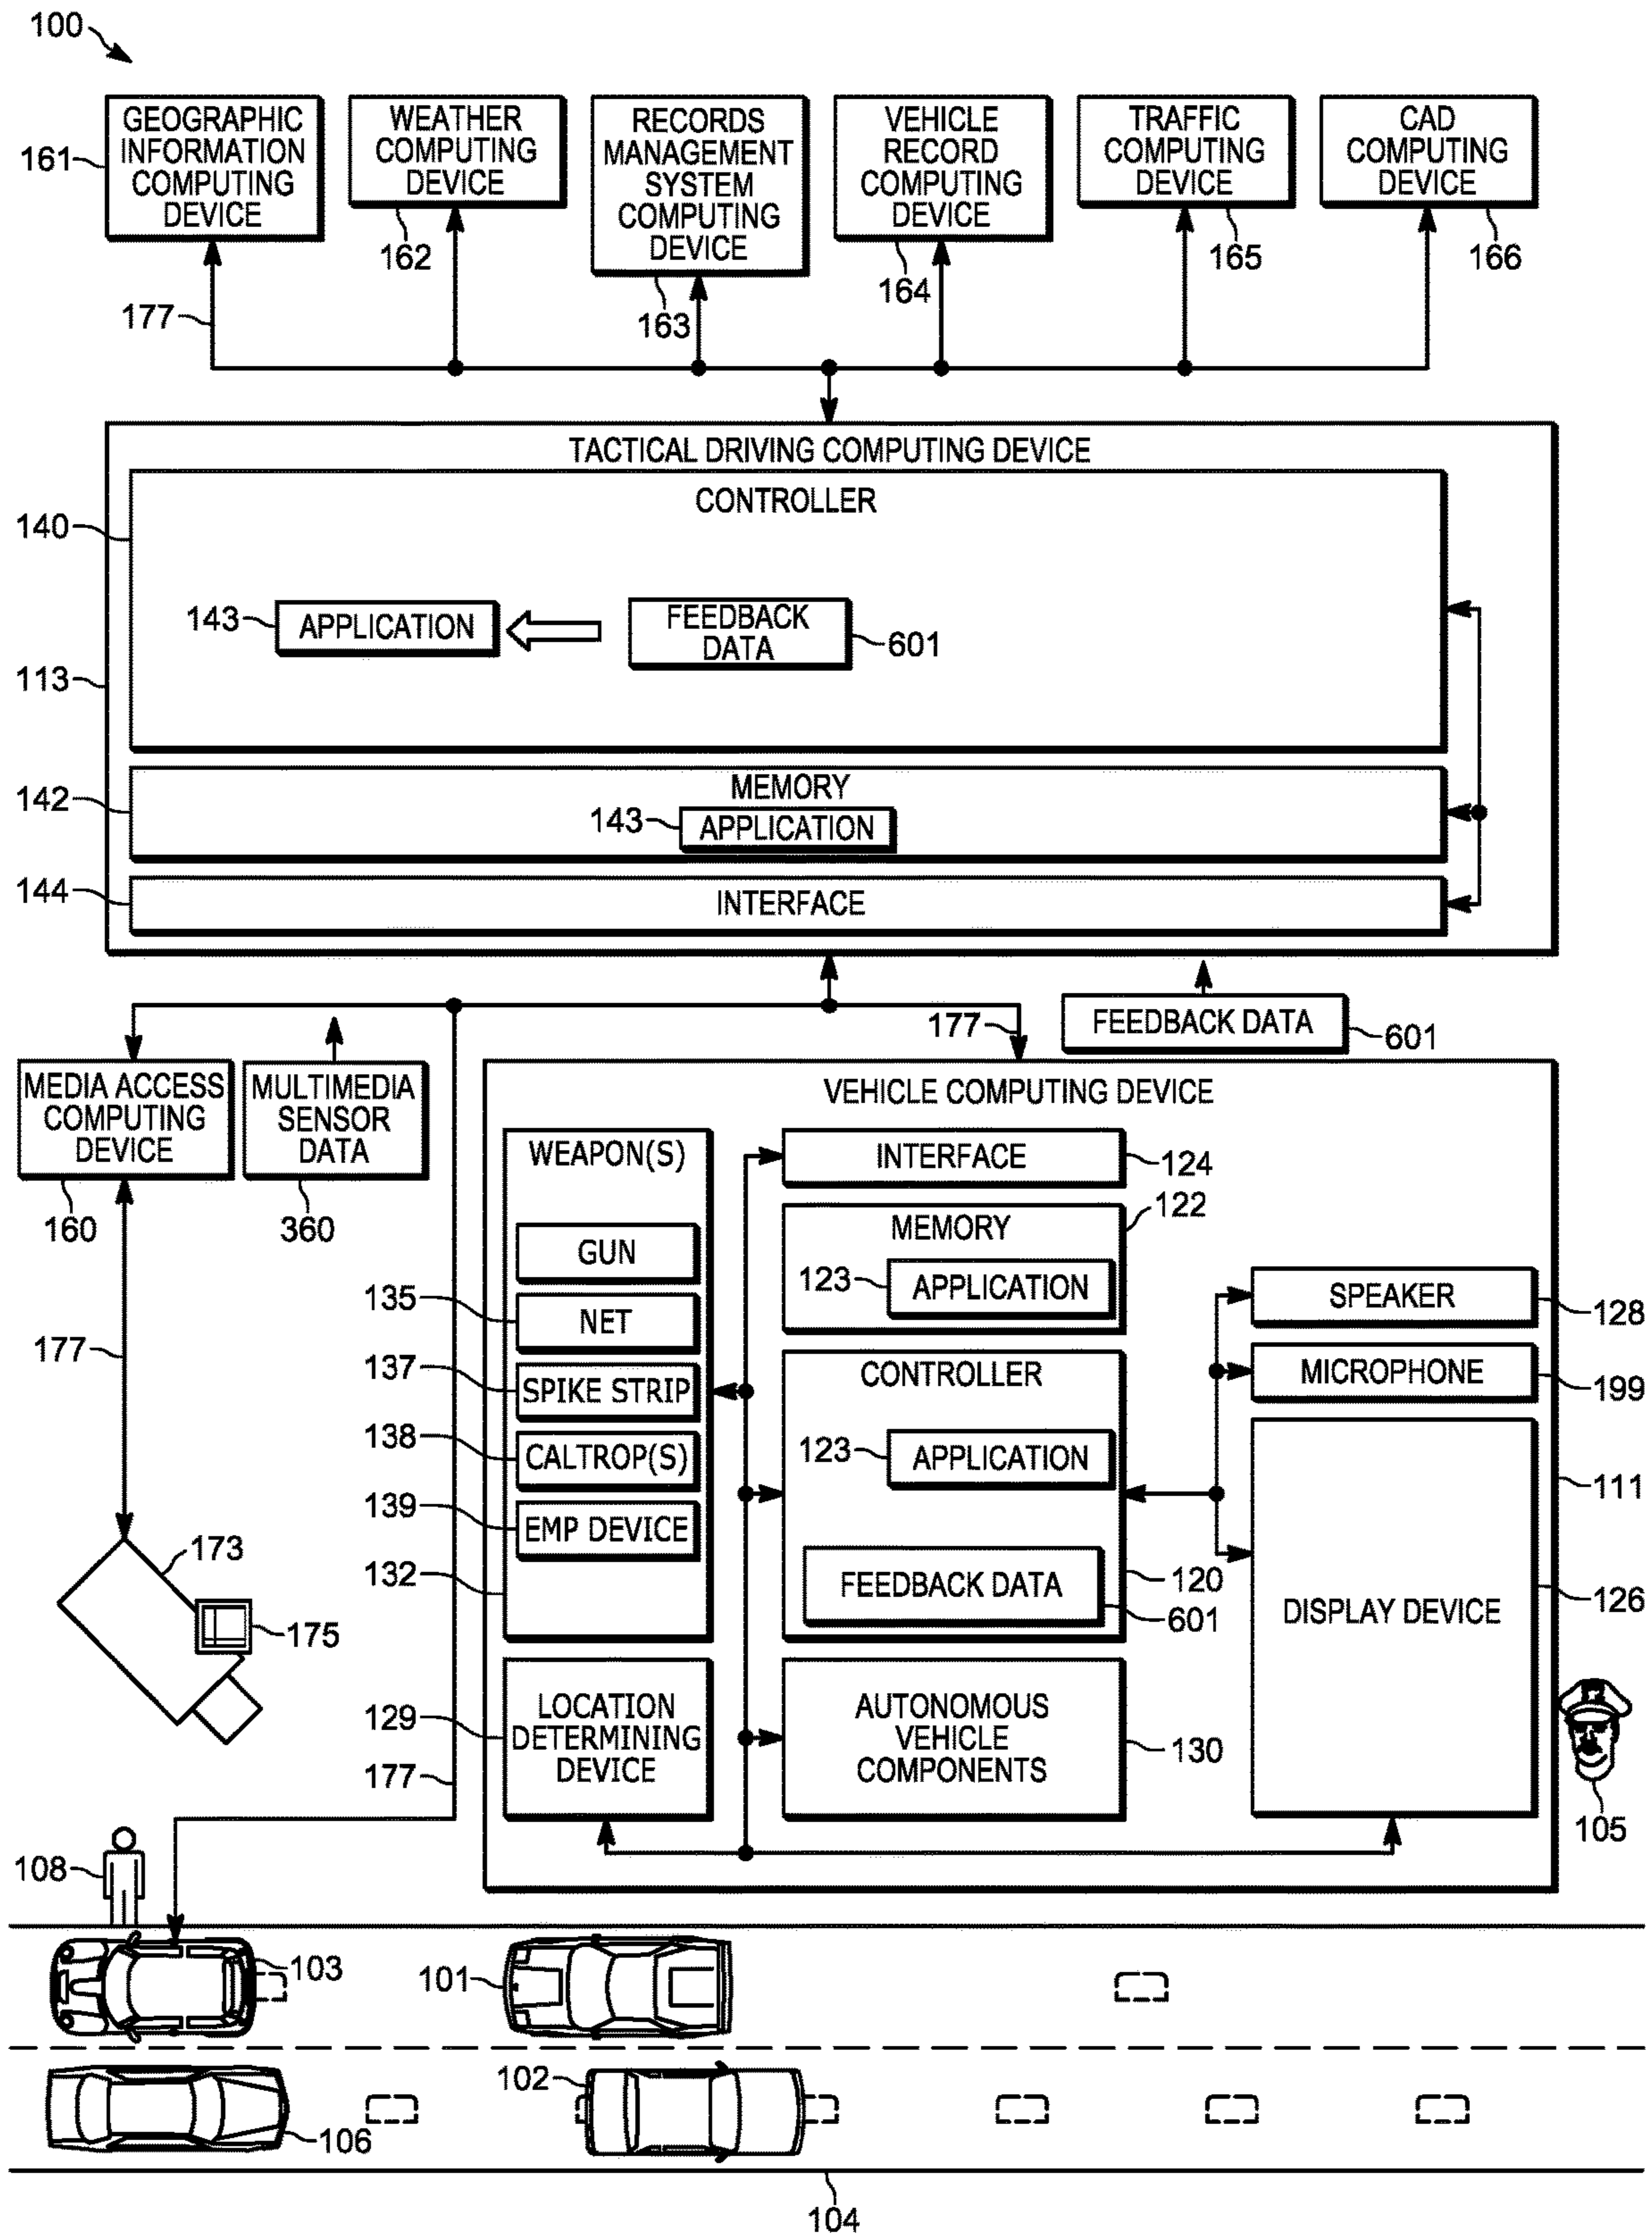 100
GEOGRAPHIC
INFORMATION
COMPUTING
DEVICE
161
WEATHER
COMPUTING
DEVICE
162
RECORDS
MANAGEMENT
SYSTEM
COMPUTING
DEVICE
163
VEHICLE
RECORD
COMPUTING
DEVICE
164
TRAFFIC
COMPUTING
DEVICE
165
CAD
COMPUTING
DEVICE
166
177
TACTICAL DRIVING COMPUTING DEVICE
CONTROLLER
140
143
APPLICATION
FEEDBACK
DATA
601
113
MEMORY
142
143
APPLICATION
144
INTERFACE
177
FEEDBACK DATA
601
MEDIA ACCESS
COMPUTING
DEVICE
160
MULTIMEDIA
SENSOR
DATA
360
VEHICLE COMPUTING DEVICE
WEAPON(S)
GUN
135
NET
137
SPIKE STRIP
138
CALTROP(S)
139
EMP DEVICE
132
INTERFACE
124
MEMORY
122
123
APPLICATION
CONTROLLER
123
APPLICATION
FEEDBACK DATA
120
601
SPEAKER
128
MICROPHONE
199
111
DISPLAY DEVICE
126
177
173
175
129
LOCATION
DETERMINING
DEVICE
177
AUTONOMOUS
VEHICLE
COMPONENTS
130
105
108
103
101
102
106
104